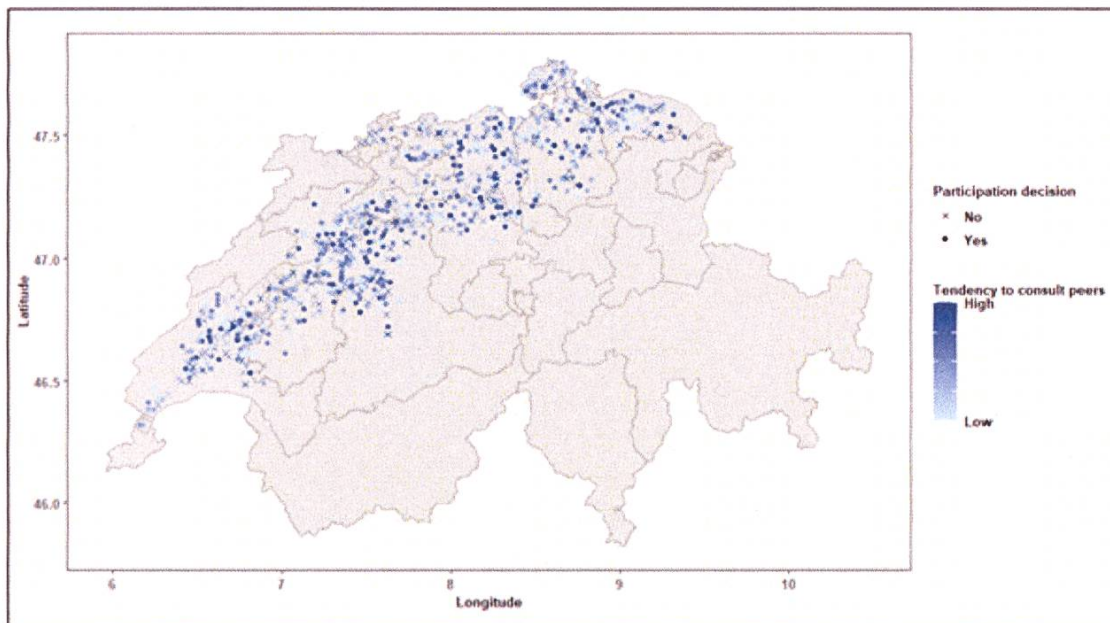 47.5
47.0
46.5
46.0
Latitude
6 7 8 9 10
Longitude
Participation decision
× No
● Yes
Tendency to consult peers
High
Low